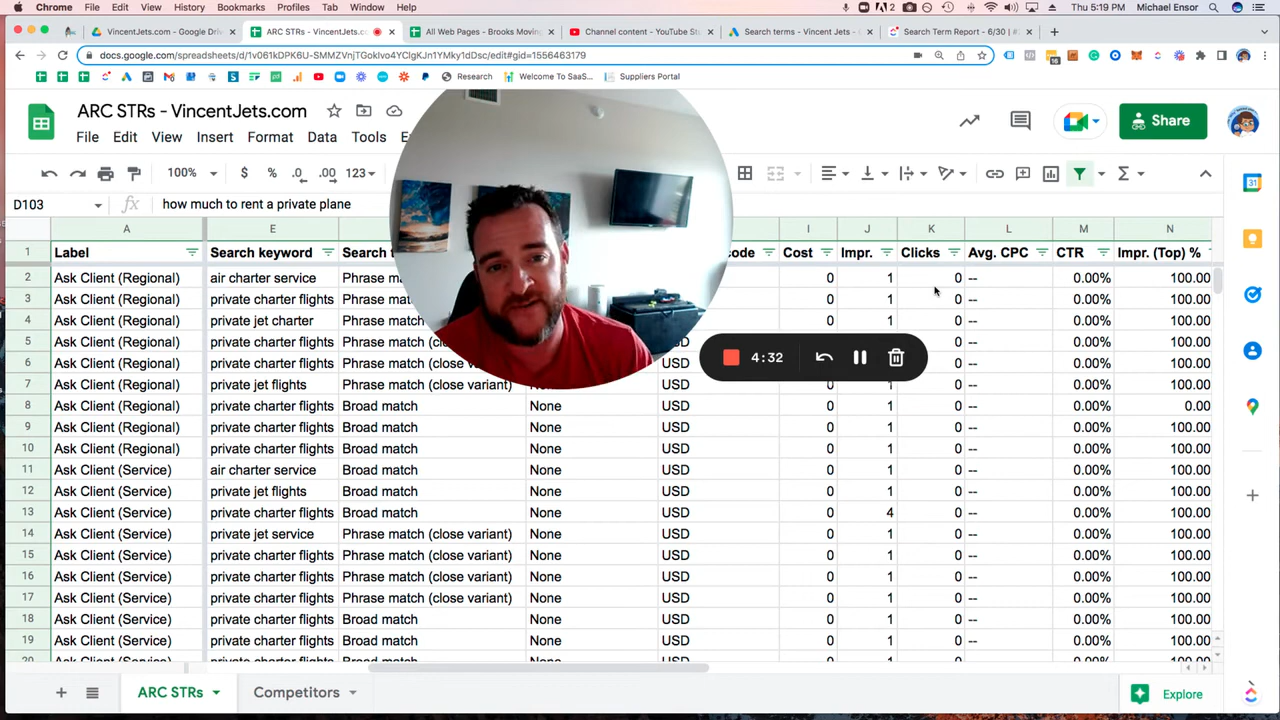 Chrome File Edit View History Bookmarks Profiles Tab Window Help 2 Thu 5:19 PM Michael Ensor
VincentJets.com - Google Driv ARC STRs - VincentJets.com All Web Pages - Brooks Moving Channel content - YouTube St Search terms - Vincent Jets - Search Term Report - 6/30 |
docs.google.com/spreadsheets/d/1v061kDPK6U-SMMZVnjTGoklvo4YClgKJn1YMky1dDsc/edit#gid=1556463179
Research Welcome To SaaS... Suppliers Portal
ARC STRs - VincentJets.com
Share
File Edit View Insert Format Data Tools
100% $ % .0 .00 123
D103 fx how much to rent a private plane
A E I J K L M N
1 Label Search keyword Search code Cost Impr. Clicks Avg. CPC CTR Impr. (Top) %
2 Ask Client (Regional) air charter service Phrase 0 1 0 -- 0.00% 100.00
3 Ask Client (Regional) private charter flights Phrase 0 1 0 -- 0.00% 100.00
4 Ask Client (Regional) private jet charter Phrase 0 1 0 -- 0.00% 100.00
5 Ask Client (Regional) private charter flights Phrase match 0 1 0 -- 0.00% 100.00
6 Ask Client (Regional) private charter flights Phrase match (close USD 0 -- 0.00% 100.00
7 Ask Client (Regional) private jet flights Phrase match (close variant) USD 0 1 0 -- 0.00% 100.00
8 Ask Client (Regional) private charter flights Broad match None USD 0 1 0 -- 0.00% 0.00
9 Ask Client (Regional) private charter flights Broad match None USD 0 1 0 -- 0.00% 100.00
10 Ask Client (Regional) private charter flights Broad match None USD 0 1 0 -- 0.00% 100.00
11 Ask Client (Service) air charter service Broad match None USD 0 1 0 -- 0.00% 100.00
12 Ask Client (Service) private jet flights Broad match None USD 0 1 0 -- 0.00% 100.00
13 Ask Client (Service) private charter flights Broad match None USD 0 4 0 -- 0.00% 100.00
14 Ask Client (Service) private jet service Phrase match (close variant) None USD 0 1 0 -- 0.00% 100.00
15 Ask Client (Service) private charter flights Phrase match (close variant) None USD 0 1 0 -- 0.00% 100.00
16 Ask Client (Service) private charter flights Phrase match (close variant) None USD 0 1 0 -- 0.00% 100.00
17 Ask Client (Service) private charter flights Phrase match (close variant) None USD 0 1 0 -- 0.00% 100.00
18 Ask Client (Service) private charter flights Broad match None USD 0 1 0 -- 0.00% 100.00
19 Ask Client (Service) private charter flights Broad match None USD 0 1 0 -- 0.00% 100.00
4:32
ARC STRs Competitors Explore